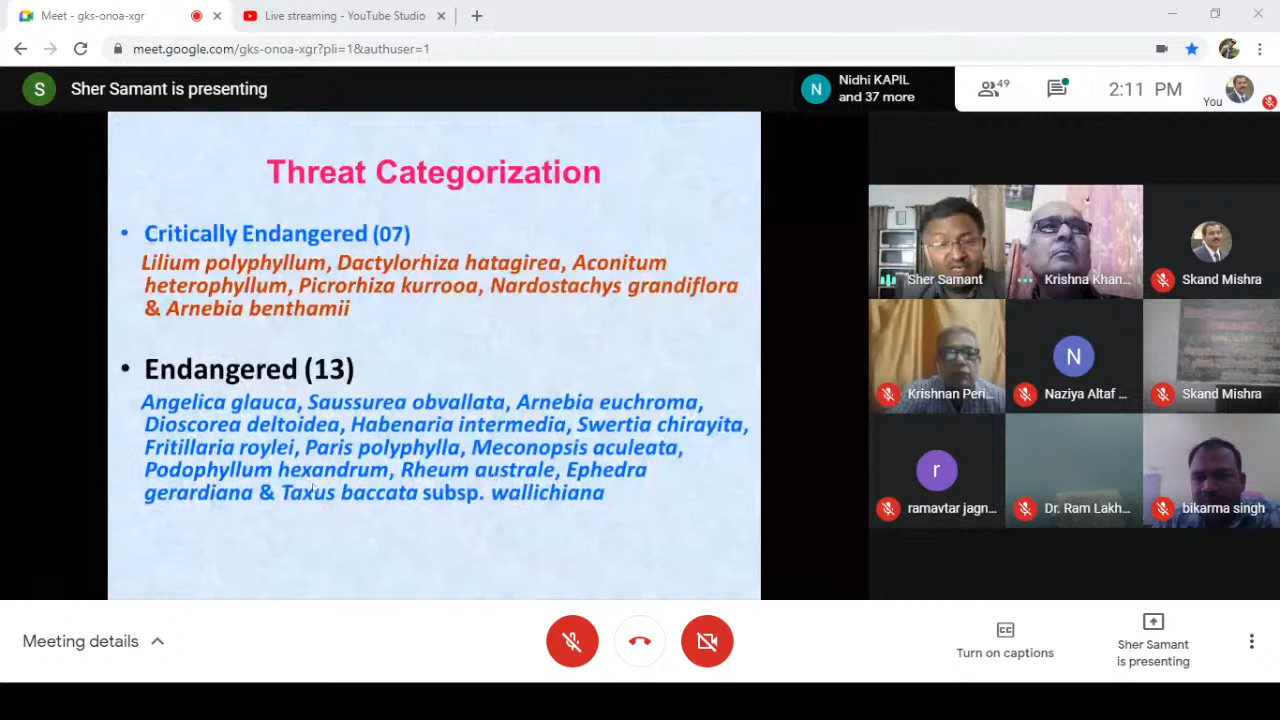 Meet - gks-onoa-xgr
Live streaming - YouTube Studio
meet.google.com/gks-onoa-xgr?pli=1&authuser=1
S
Sher Samant is presenting
N
Nidhi KAPIL
and 37 more
49
2:11 PM
You
Threat Categorization
• Critically Endangered (07)
Lilium polyphyllum, Dactylorhiza hatagirea, Aconitum
heterophyllum, Picrorhiza kurrooa, Nardostachys grandiflora
& Arnebia benthamii
• Endangered (13)
Angelica glauca, Saussurea obvallata, Arnebia euchroma,
Dioscorea deltoidea, Habenaria intermedia, Swertia chirayita,
Fritillaria roylei, Paris polyphylla, Meconopsis aculeata,
Podophyllum hexandrum, Rheum australe, Ephedra
gerardiana & Taxus baccata subsp. wallichiana
Sher Samant
Krishna Khan...
Skand Mishra
Krishnan Peri...
N
Naziya Altaf ...
Skand Mishra
r
ramavtar jagn...
Dr. Ram Lakh...
bikarma singh
Meeting details
CC
Turn on captions
Sher Samant
is presenting